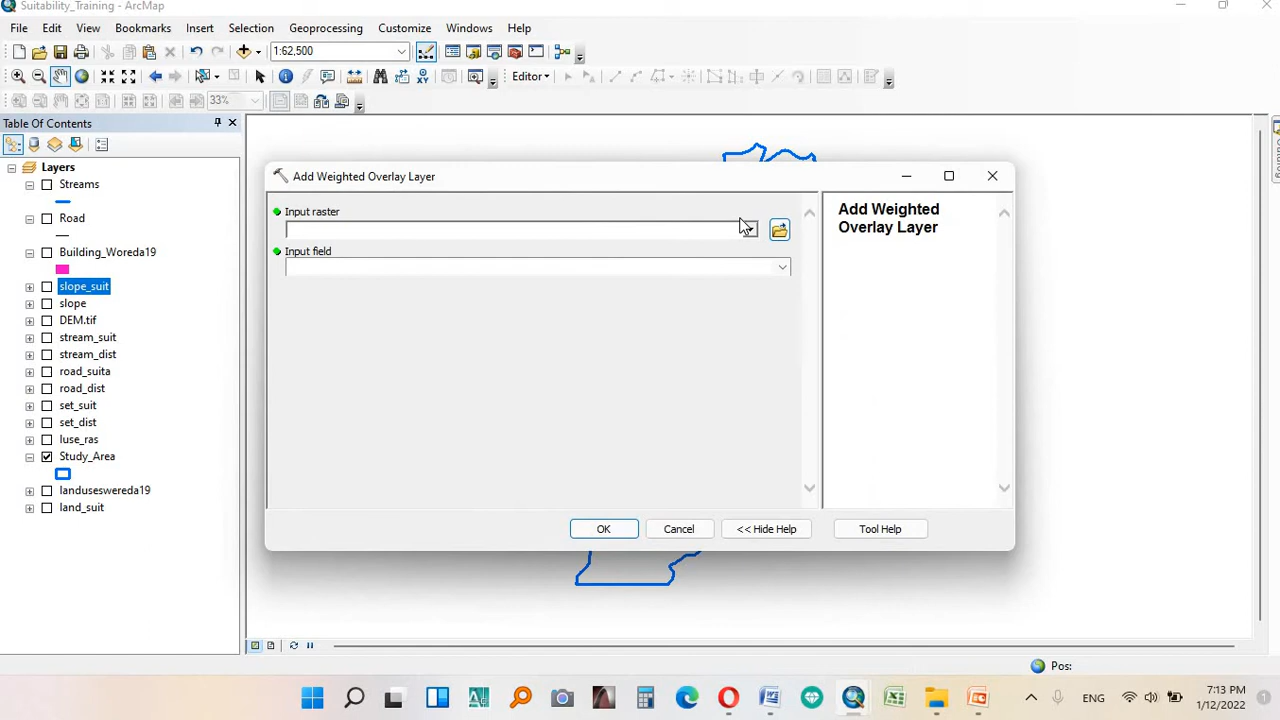 Suitability_Training - ArcMap
File Edit View Bookmarks Insert Selection Geoprocessing Customize Windows Help
1:62,500
Editor
33%
Table Of Contents
Layers
Streams
Road
Building_Woreda19
slope_suit
slope
DEM.tif
stream_suit
stream_dist
road_suita
road_dist
set_suit
set_dist
luse_ras
Study_Area
landuseswereda19
land_suit
Add Weighted Overlay Layer
Input raster
Input field
Add Weighted
Overlay Layer
OK Cancel << Hide Help Tool Help
Pos:
ENG
7:13 PM
1/12/2022